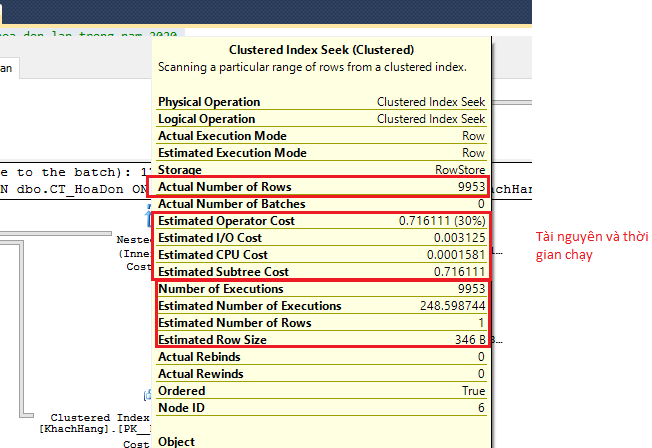 oa don lap trong nam 2020
an
Clustered Index Seek (Clustered)
Scanning a particular range of rows from a clustered index.
Physical Operation Clustered Index Seek
Logical Operation Clustered Index Seek
Actual Execution Mode Row
Estimated Execution Mode Row
e to the batch): 1
Storage RowStore
N dbo.CT_HoaDon ON
Actual Number of Rows 9953
hachHang
Actual Number of Batches 0
Estimated Operator Cost 0.716111 (30%)
Nested
Estimated I/O Cost 0.003125
Tài nguyên và thời
gian chạy
(Inne
Estimated CPU Cost 0.0001581
Cost
Estimated Subtree Cost 0.716111
Number of Executions 9953
Estimated Number of Executions 248.598744
Estimated Number of Rows 1
Estimated Row Size 346 B
Actual Rebinds 0
Actual Rewinds 0
Ordered True
Node ID 6
Clustered Index
[KhachHang].[PK__
Cost
Object